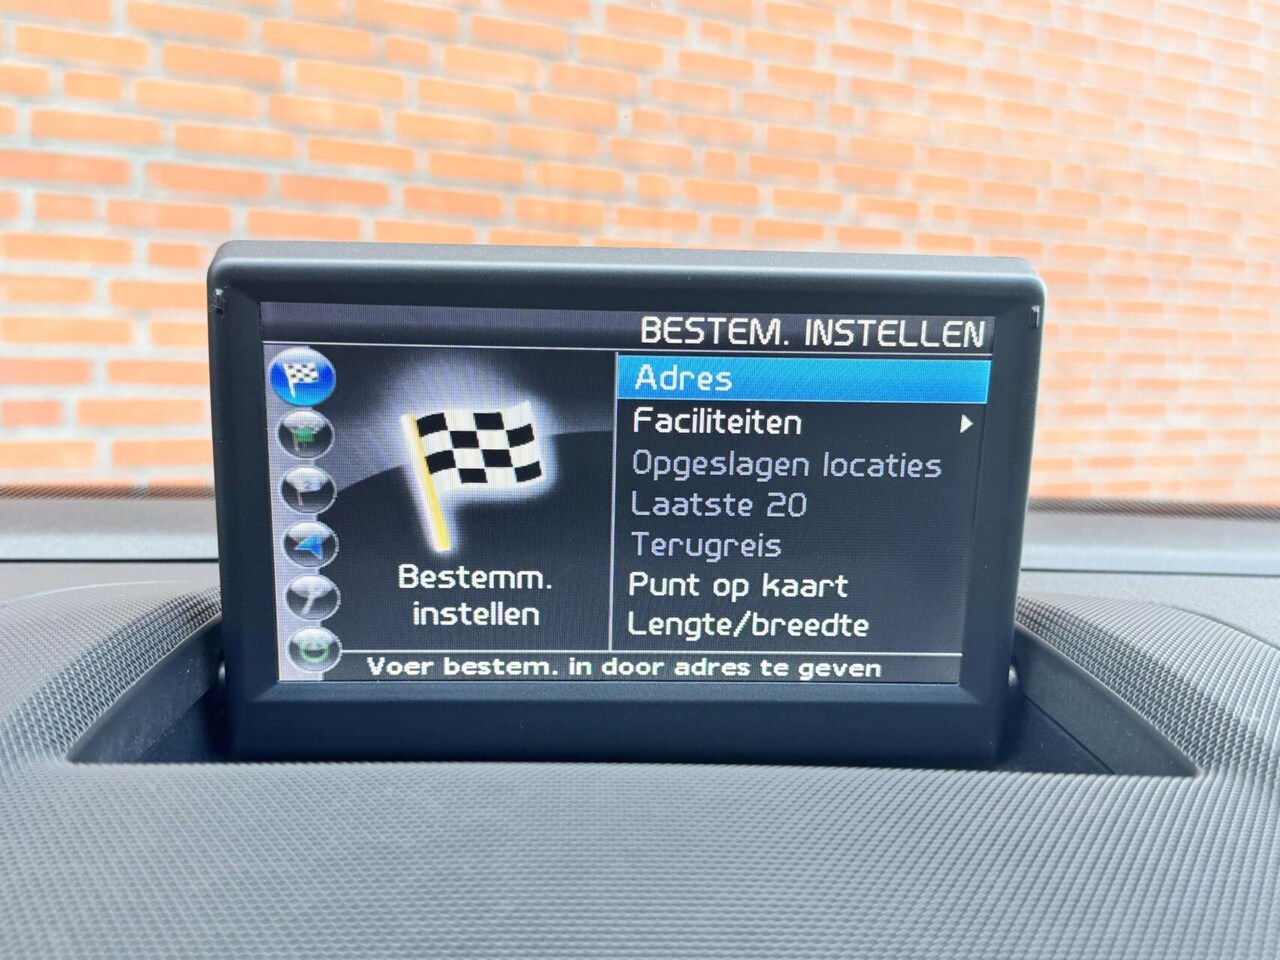 BESTEM. INSTELLEN
Adres
Faciliteiten
Opgeslagen locaties
Laatste 20
Terugreis
Punt op kaart
Lengte/breedte
Bestemm.
instellen
Voer bestem. in door adres te geven